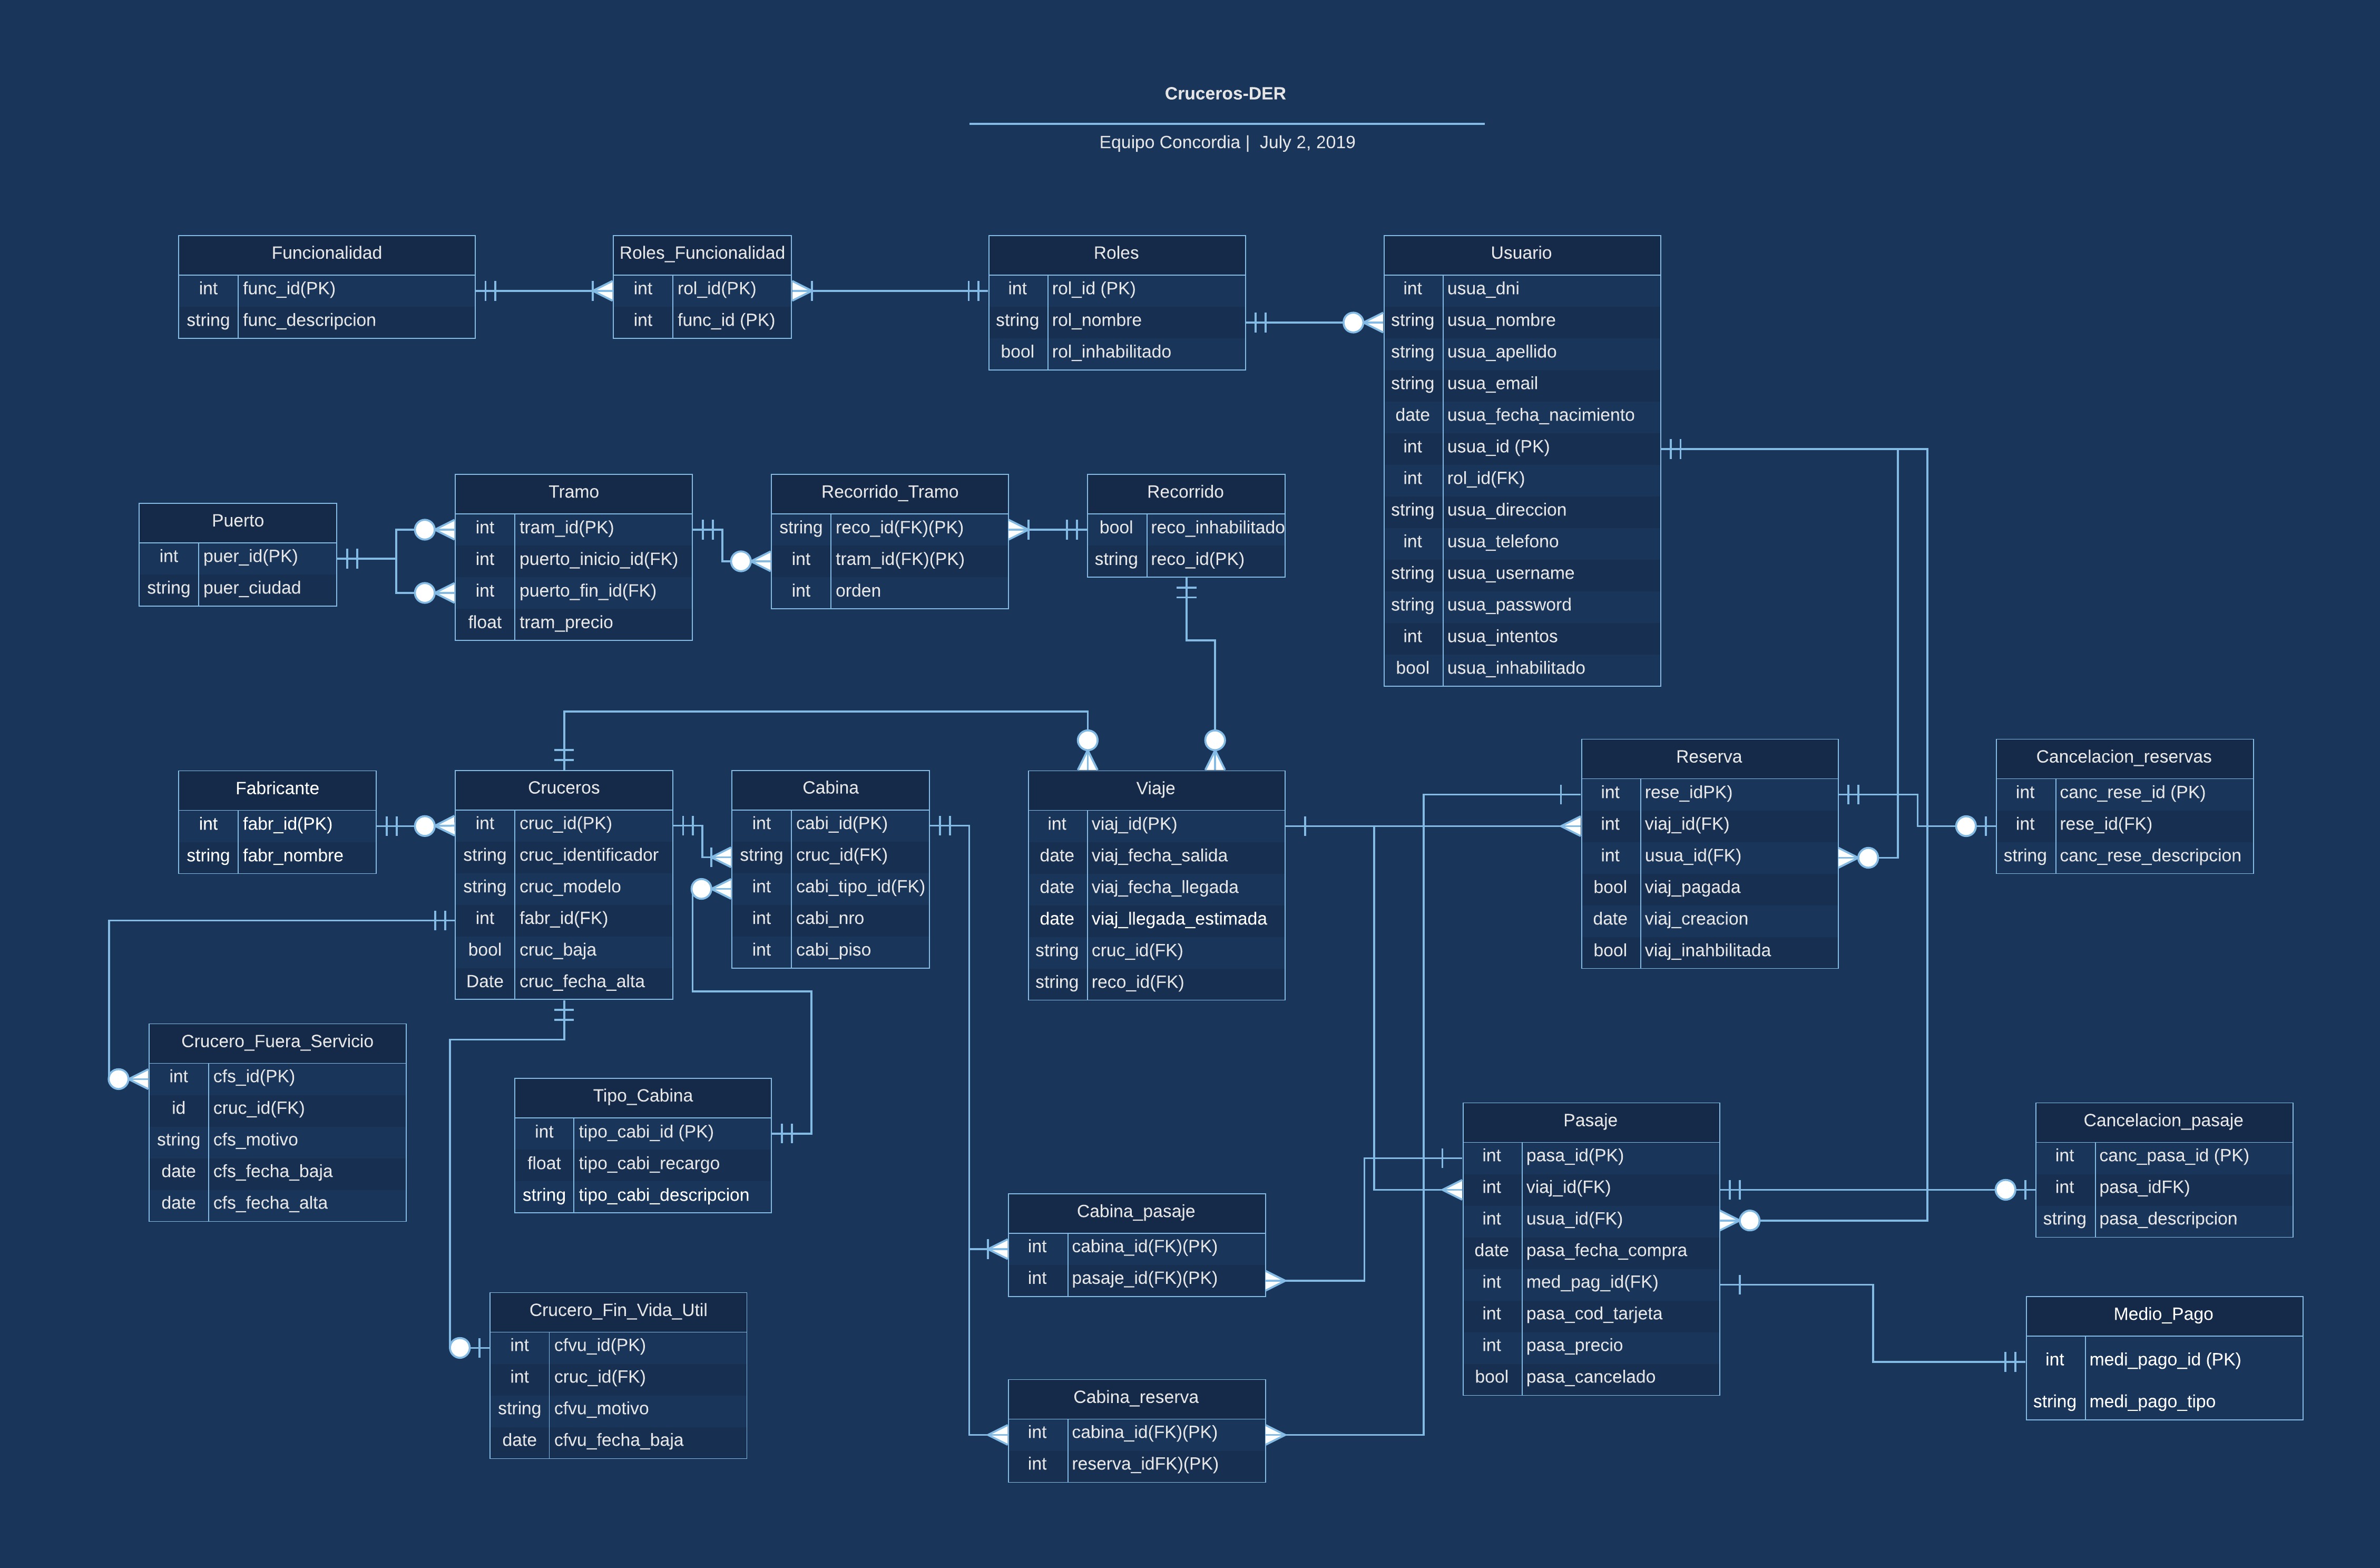 Cruceros-DER
Equipo Concordia |  July 2, 2019
Funcionalidad
int func_id(PK)
string func_descripcion
Roles_Funcionalidad
int rol_id(PK)
int func_id (PK)
Roles
int rol_id (PK)
string rol_nombre
bool rol_inhabilitado
Usuario
int usua_dni
string usua_nombre
string usua_apellido
string usua_email
date usua_fecha_nacimiento
int usua_id (PK)
int rol_id(FK)
string usua_direccion
int usua_telefono
string usua_username
string usua_password
int usua_intentos
bool usua_inhabilitado
Puerto
int puer_id(PK)
string puer_ciudad
Tramo
int tram_id(PK)
int puerto_inicio_id(FK)
int puerto_fin_id(FK)
float tram_precio
Recorrido_Tramo
string reco_id(FK)(PK)
int tram_id(FK)(PK)
int orden
Recorrido
bool reco_inhabilitado
string reco_id(PK)
Fabricante
int fabr_id(PK)
string fabr_nombre
Cruceros
int cruc_id(PK)
string cruc_identificador
string cruc_modelo
int fabr_id(FK)
bool cruc_baja
Date cruc_fecha_alta
Cabina
int cabi_id(PK)
string cruc_id(FK)
int cabi_tipo_id(FK)
int cabi_nro
int cabi_piso
Viaje
int viaj_id(PK)
date viaj_fecha_salida
date viaj_fecha_llegada
date viaj_llegada_estimada
string cruc_id(FK)
string reco_id(FK)
Reserva
int rese_idPK)
int viaj_id(FK)
int usua_id(FK)
bool viaj_pagada
date viaj_creacion
bool viaj_inahbilitada
Cancelacion_reservas
int canc_rese_id (PK)
int rese_id(FK)
string canc_rese_descripcion
Crucero_Fuera_Servicio
int cfs_id(PK)
id cruc_id(FK)
string cfs_motivo
date cfs_fecha_baja
date cfs_fecha_alta
Tipo_Cabina
int tipo_cabi_id (PK)
float tipo_cabi_recargo
string tipo_cabi_descripcion
Cabina_pasaje
int cabina_id(FK)(PK)
int pasaje_id(FK)(PK)
Pasaje
int pasa_id(PK)
int viaj_id(FK)
int usua_id(FK)
date pasa_fecha_compra
int med_pag_id(FK)
int pasa_cod_tarjeta
int pasa_precio
bool pasa_cancelado
Cancelacion_pasaje
int canc_pasa_id (PK)
int pasa_idFK)
string pasa_descripcion
Crucero_Fin_Vida_Util
int cfvu_id(PK)
int cruc_id(FK)
string cfvu_motivo
date cfvu_fecha_baja
Cabina_reserva
int cabina_id(FK)(PK)
int reserva_idFK)(PK)
Medio_Pago
int medi_pago_id (PK)
string medi_pago_tipo